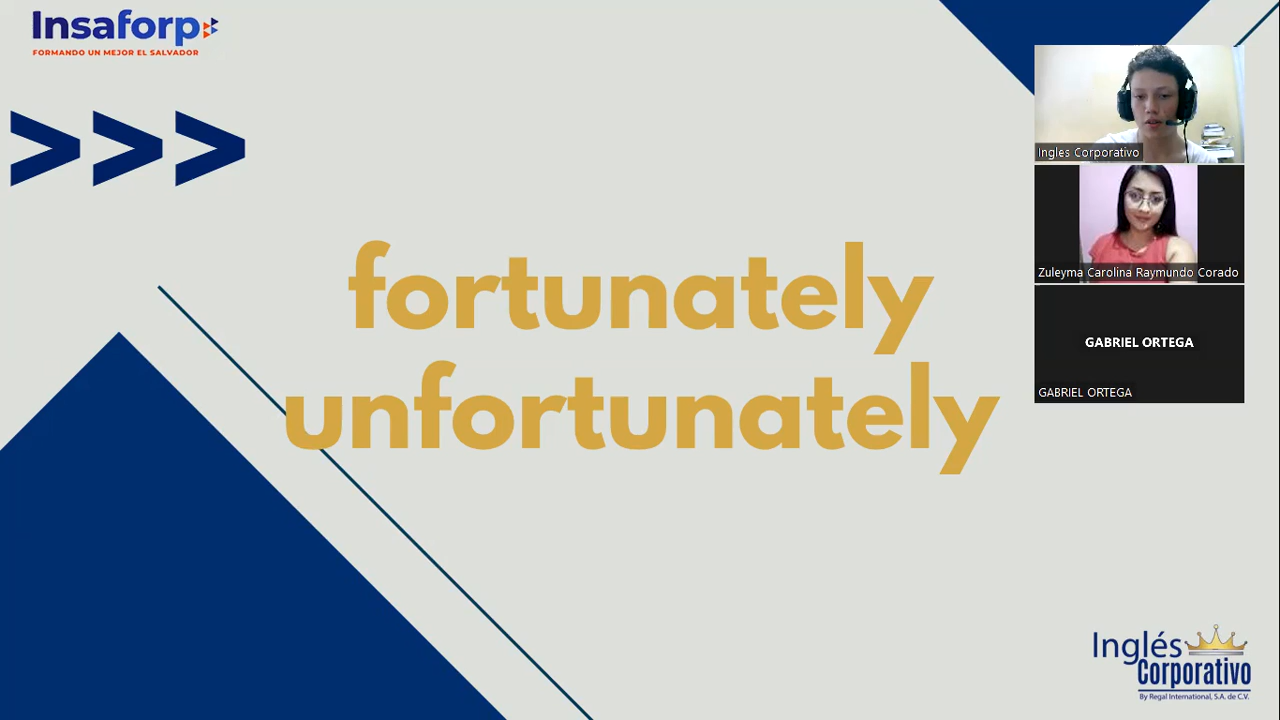 Insaforp
FORMANDO UN MEJOR EL SALVADOR
>>>
fortunately
unfortunately
Ingles Corporativo
Zuleyma Carolina Raymundo Corado
GABRIEL ORTEGA
GABRIEL ORTEGA
Inglés
Corporativo
By Regal International, S.A. de C.V.